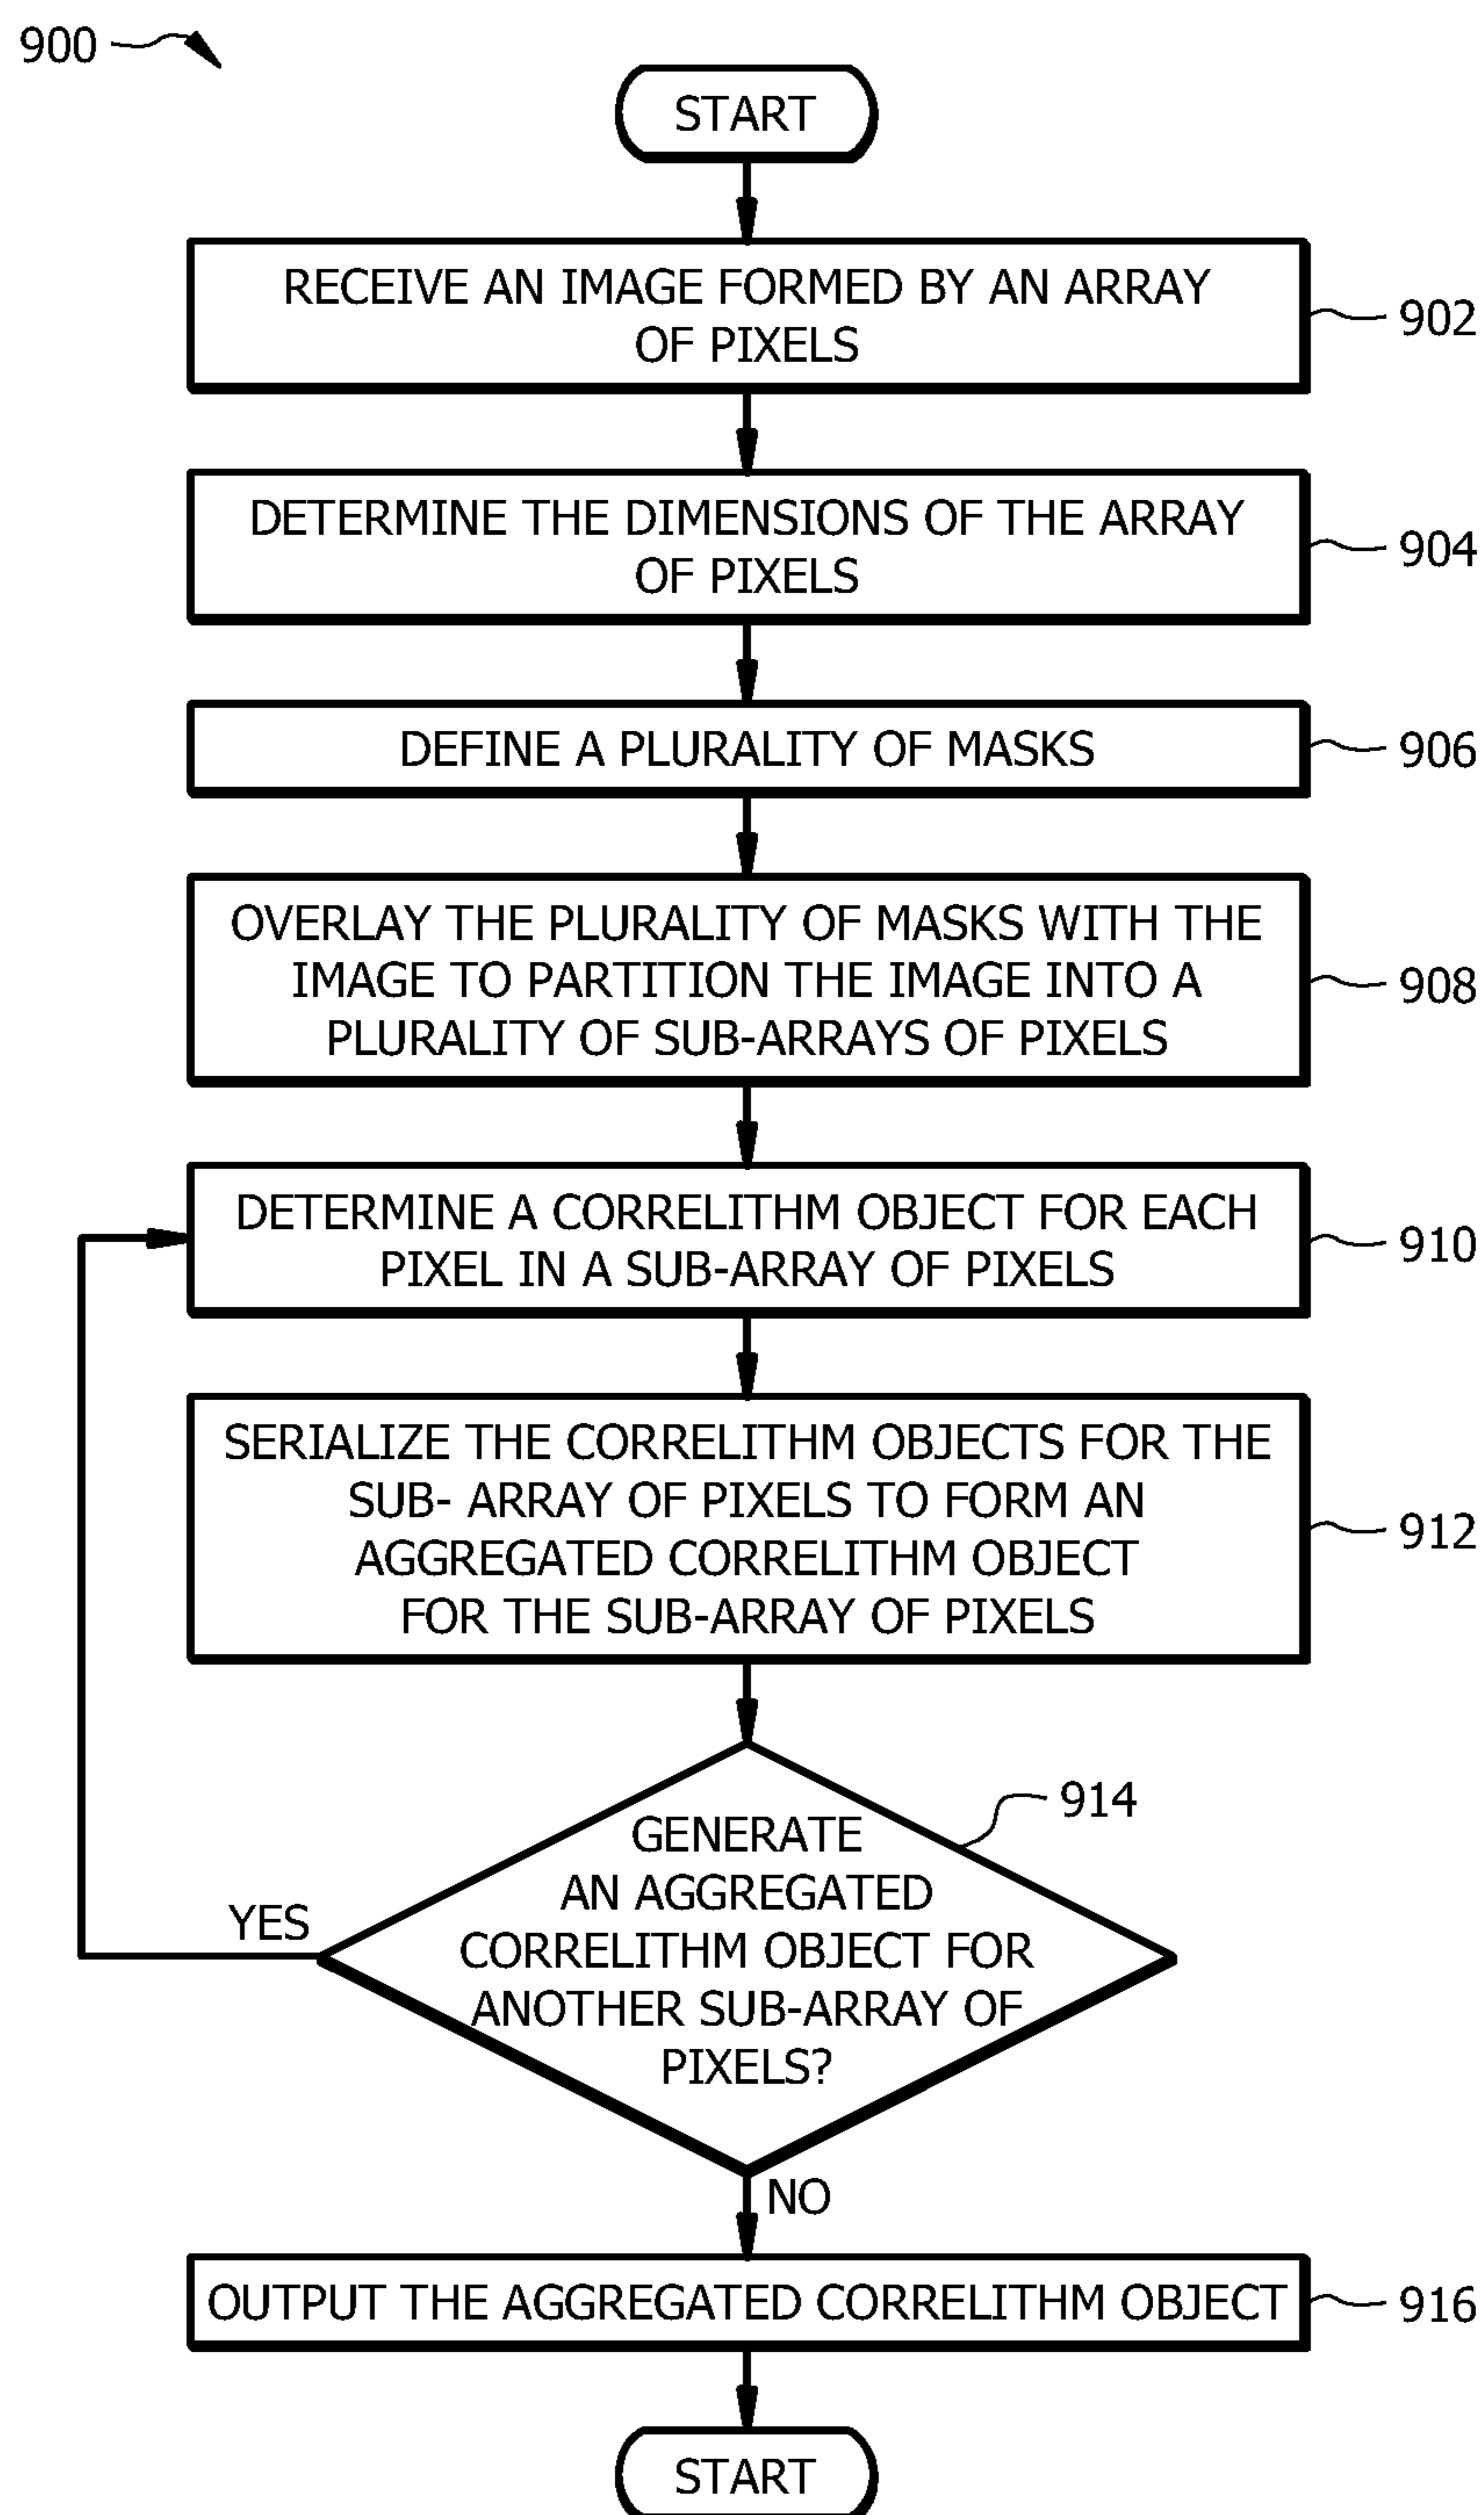 900
START
RECEIVE AN IMAGE FORMED BY AN ARRAY
OF PIXELS
902
DETERMINE THE DIMENSIONS OF THE ARRAY
OF PIXELS
904
DEFINE A PLURALITY OF MASKS
906
OVERLAY THE PLURALITY OF MASKS WITH THE
IMAGE TO PARTITION THE IMAGE INTO A
PLURALITY OF SUB-ARRAYS OF PIXELS
908
DETERMINE A CORRELITHM OBJECT FOR EACH
PIXEL IN A SUB-ARRAY OF PIXELS
910
SERIALIZE THE CORRELITHM OBJECTS FOR THE
SUB- ARRAY OF PIXELS TO FORM AN
AGGREGATED CORRELITHM OBJECT
FOR THE SUB-ARRAY OF PIXELS
912
914
GENERATE
AN AGGREGATED
CORRELITHM OBJECT FOR
ANOTHER SUB-ARRAY OF
PIXELS?
YES
NO
OUTPUT THE AGGREGATED CORRELITHM OBJECT
916
START